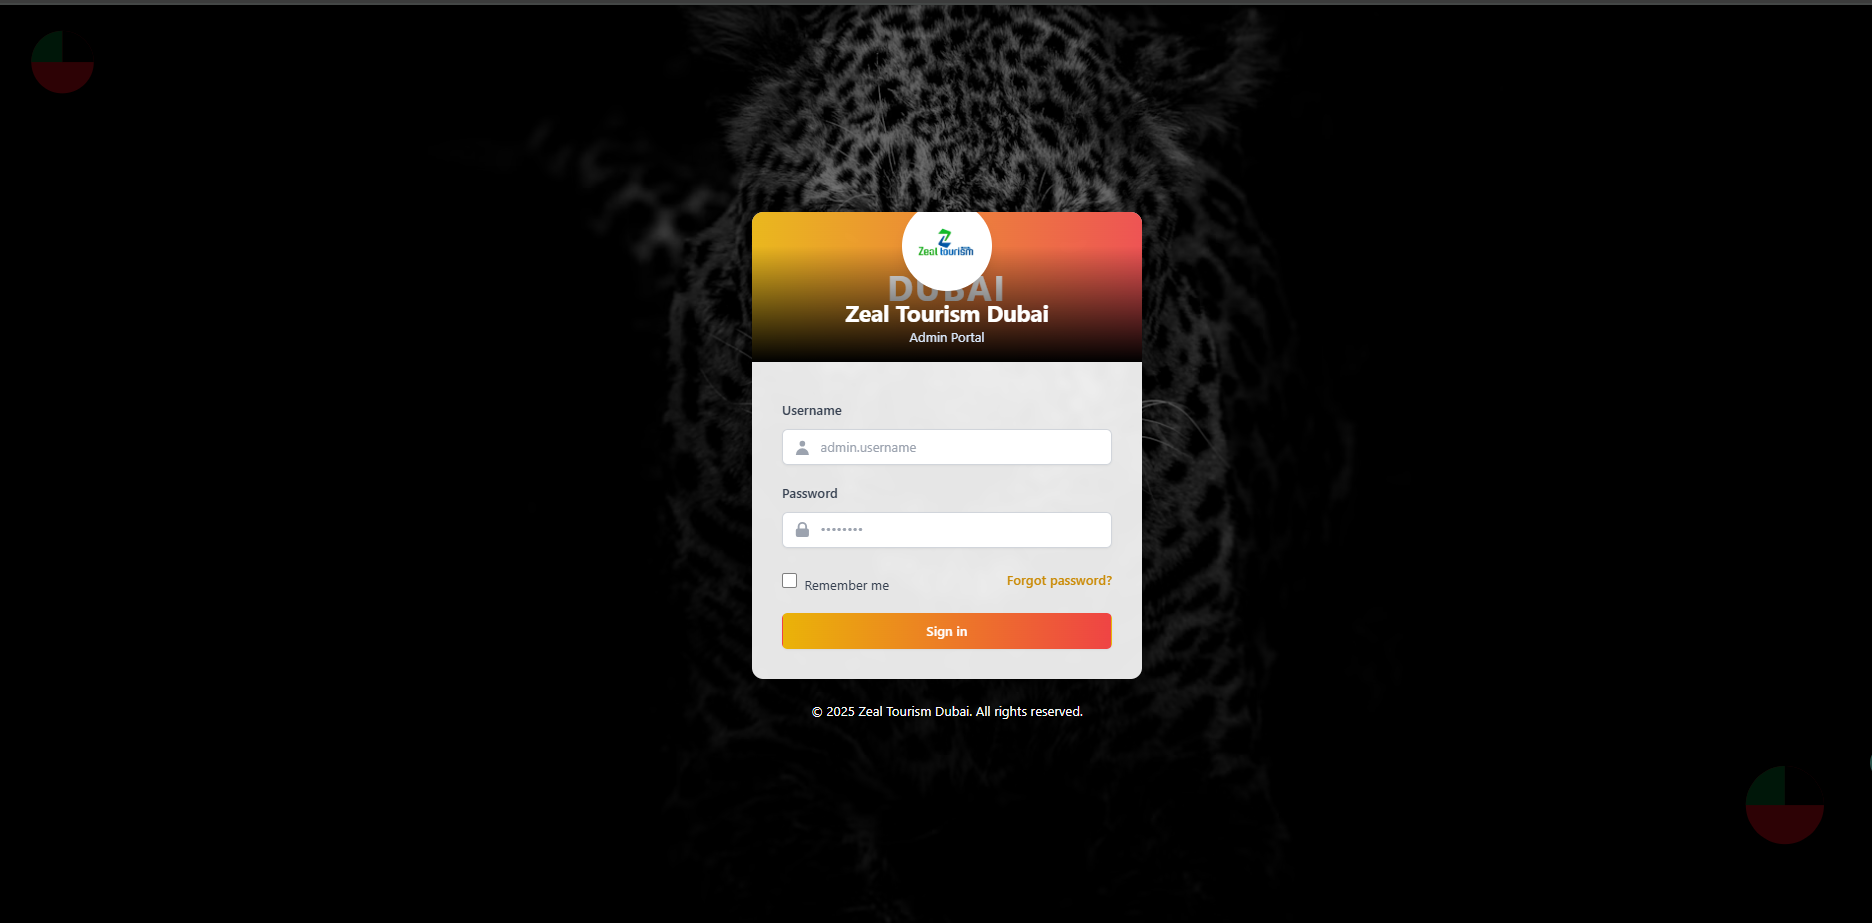 Zeal tourism
DUBAI
Zeal Tourism Dubai
Admin Portal
Username
admin.username
Password
••••••••
Remember me
Forgot password?
Sign in
© 2025 Zeal Tourism Dubai. All rights reserved.